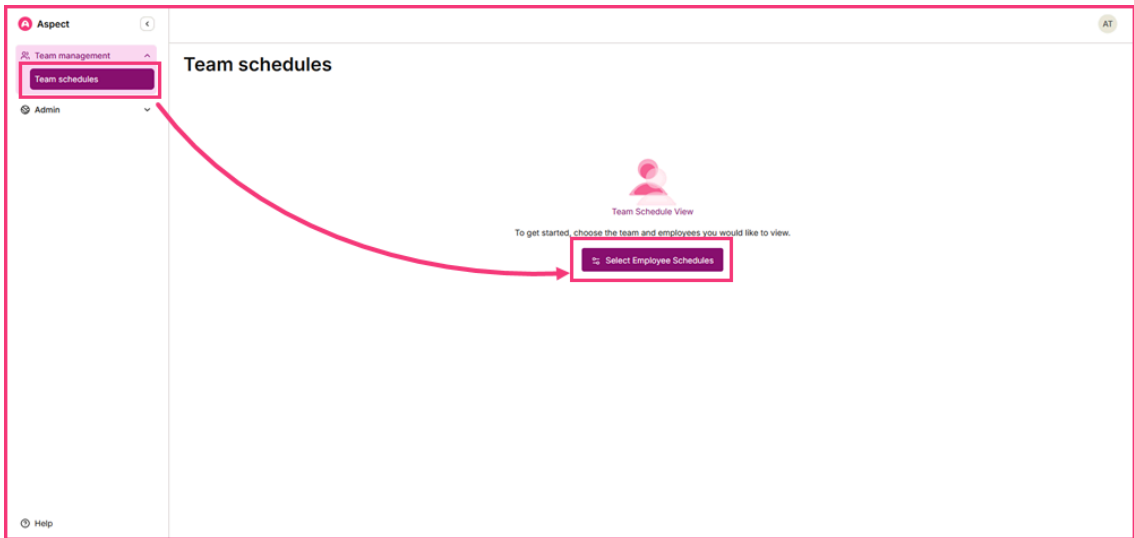 Aspect
AT
Team management
Team schedules
Admin
Team schedules
Team Schedule View
To get started, choose the team and employees you would like to view.
Select Employee Schedules
Help